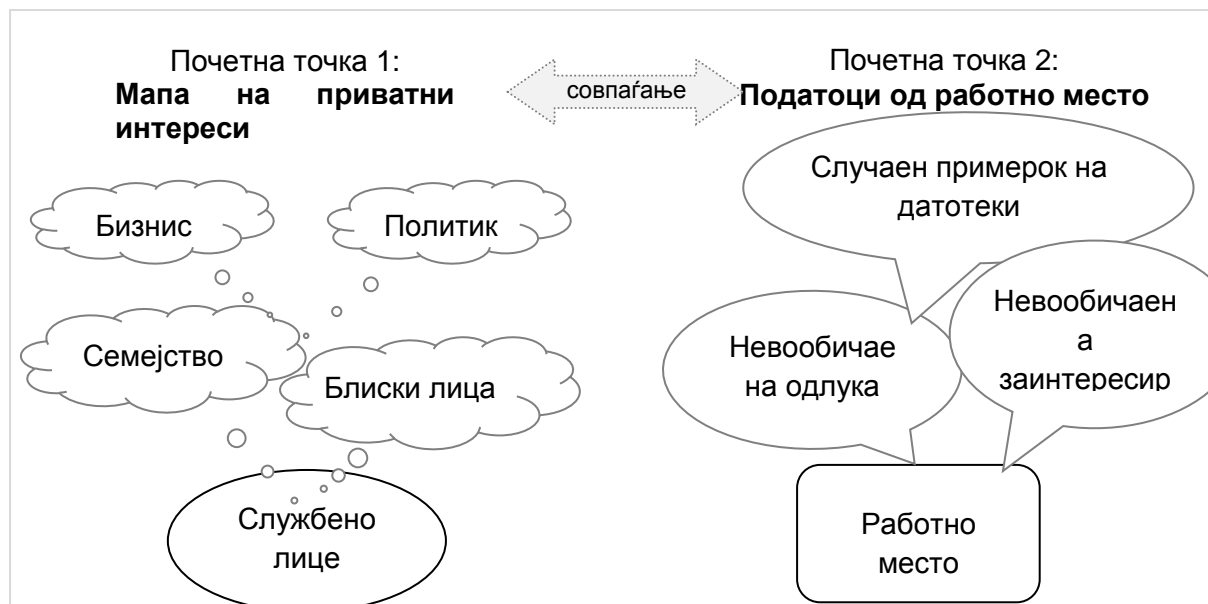 Почетна точка 1:
Мапа на приватни
интереси
совпаѓање
Почетна точка 2:
Податоци од работно место
Бизнис
Политик
Семејство
Блиски лица
Службено
лице
Случаен примерок на
датотеки
Невообичае
на одлука
Невообичаен
а
заинтересир
Работно
место